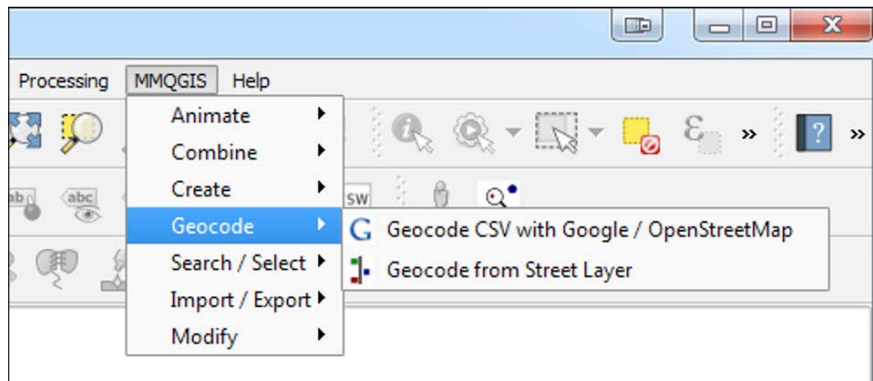 Processing MMQGIS Help
Animate
Combine
Create
Geocode
Search / Select
Import / Export
Modify
Geocode CSV with Google / OpenStreetMap
Geocode from Street Layer
abc
sw
ab